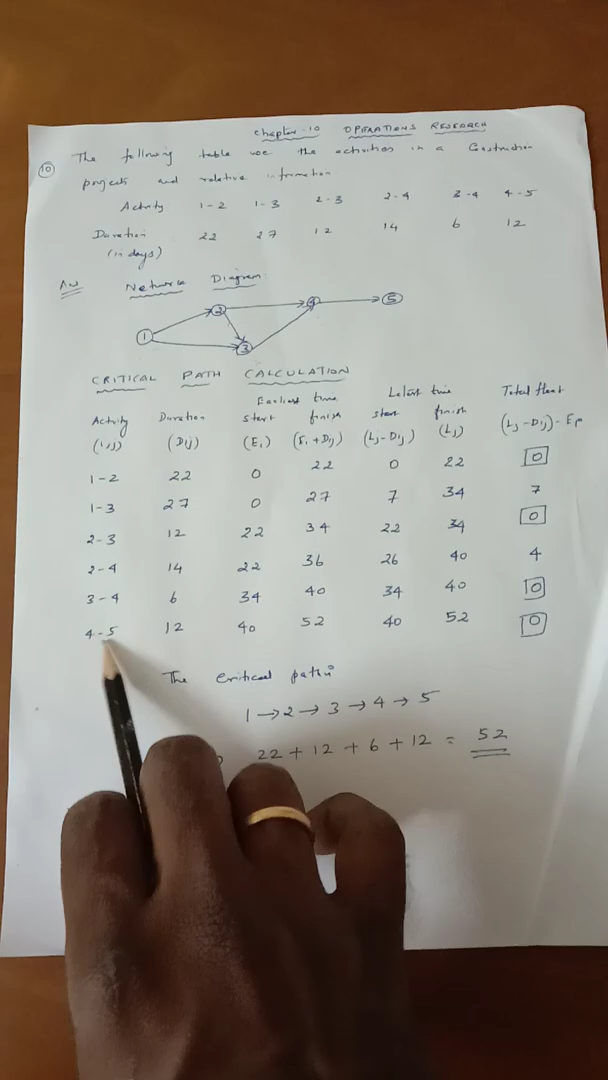 Chapter-10 OPERATIONS RESEARCH
10 The following table use the activities in a Construction
projects and relative information
Activity 1-2 1-3 2-3 2-4 3-4 4-5
Duration 22 27 12 14 6 12
(in days)
Network Diagram:
1 2 3 4 5
CRITICAL PATH CALCULATION
Earliest time Latest time Total float
Activity Duration start finish start finish
(i,j) (Dij) (Ei) (Ei+Dij) (Lj-Dij) (Lj) (Lj-Dij)-Ei
1-2 22 0 22 0 22 0
1-3 27 0 27 7 34 7
2-3 12 22 34 22 34 0
2-4 14 22 36 26 40 4
3-4 6 34 40 34 40 0
4-5 12 40 52 40 52 0
The Critical path:
1→2→3→4→5
22+12+6+12 = 52